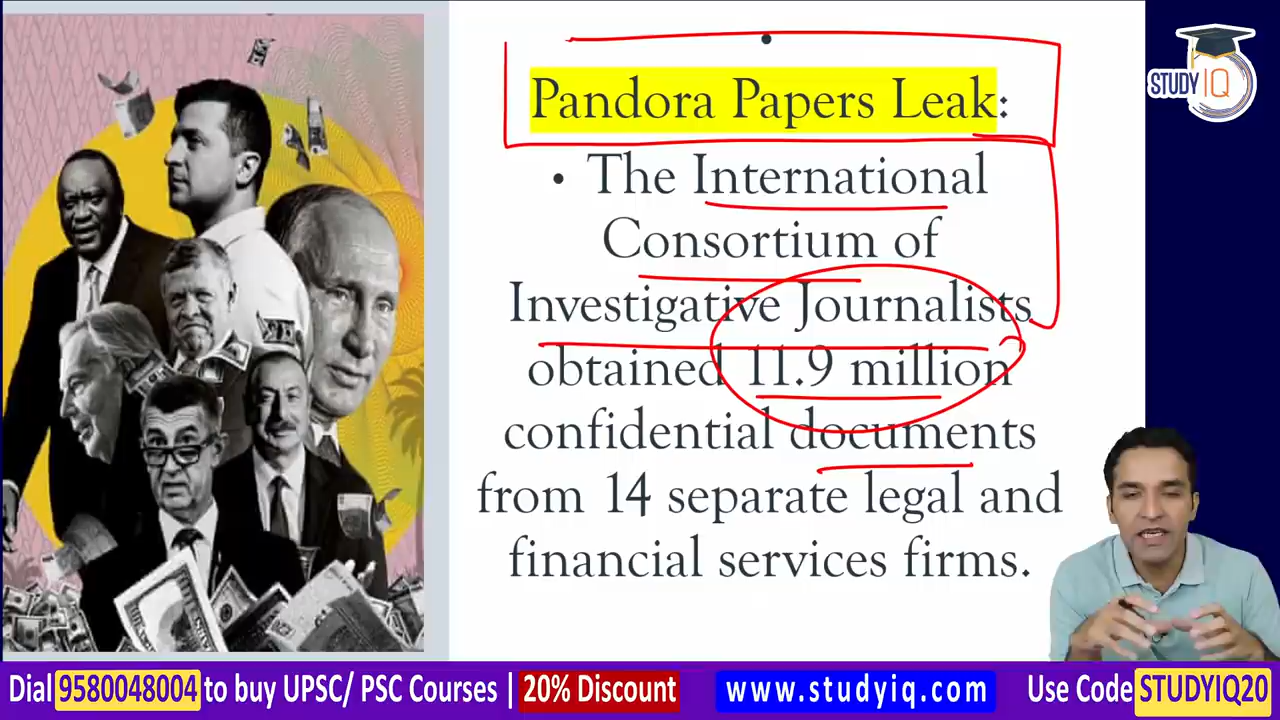 Pandora Papers Leak:
• The International
Consortium of
Investigative Journalists
obtained 11.9 million
confidential documents
from 14 separate legal and
financial services firms.
STUDY IQ
Dial 9580048004 to buy UPSC/ PSC Courses | 20% Discount www.studyiq.com Use Code STUDYIQ20